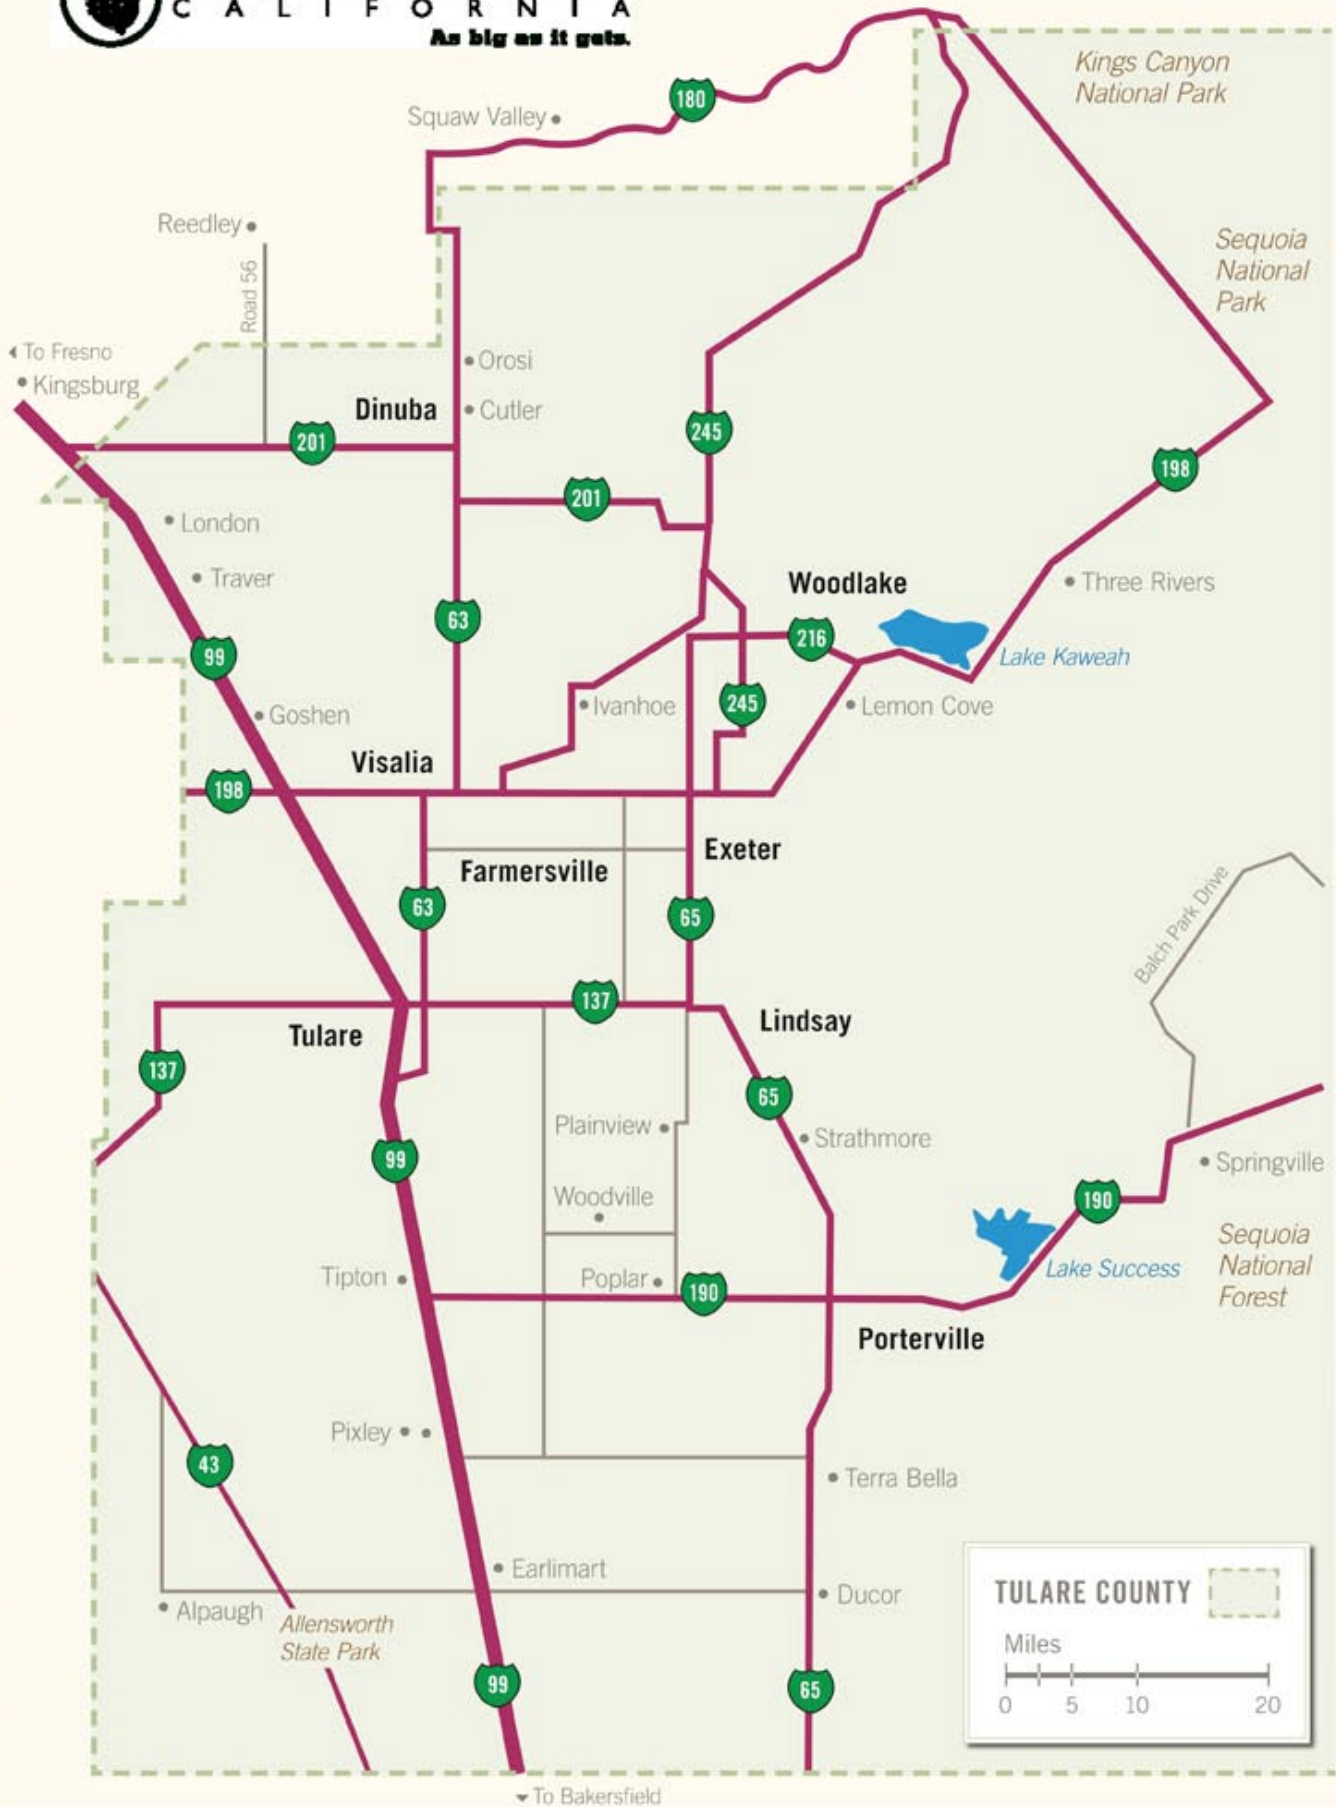 CALIFORNIA
As big as it gets.
Kings Canyon
National Park
180
Squaw Valley
Reedley
Road 56
Sequoia
National
Park
To Fresno
Kingsburg
Orosi
Dinuba
Cutler
201
245
198
201
London
Traver
Woodlake
Three Rivers
63
216
Lake Kaweah
99
Ivanhoe
245
Lemon Cove
Goshen
Visalia
198
Exeter
Farmersville
63
65
Balch Park Drive
137
Tulare
Lindsay
137
65
Plainview
Strathmore
99
Springville
Woodville
190
Sequoia
National
Forest
Tipton
Poplar
190
Lake Success
Porterville
Pixley
43
Terra Bella
Earlimart
Ducor
Alpaugh
Allensworth
State Park
TULARE COUNTY
Miles
0 5 10 20
99
65
To Bakersfield